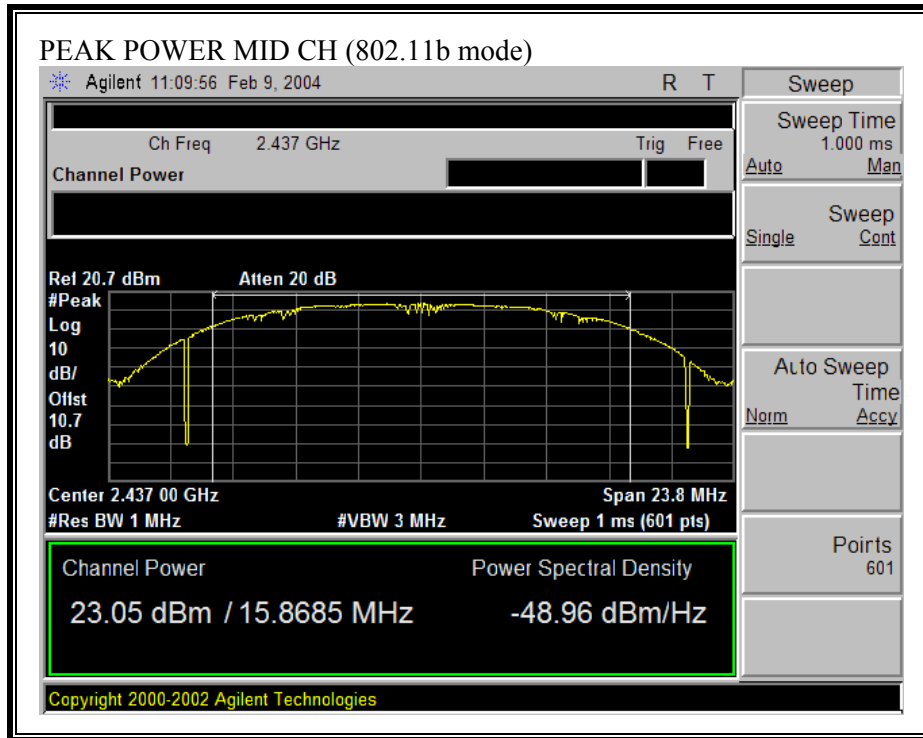 PEAK POWER MID CH (802.11b mode)
Agilent 11:09:56 Feb 9, 2004 R T
Sweep
Ch Freq 2.437 GHz Trig Free
Channel Power
Sweep Time
1.000 ms
Auto Man
Sweep
Single Cont
Ref 20.7 dBm Atten 20 dB
#Peak
Log
10
dB/
Offst
10.7
dB
Auto Sweep
Time
Norm Accy
Center 2.437 00 GHz Span 23.8 MHz
#Res BW 1 MHz #VBW 3 MHz Sweep 1 ms (601 pts)
Points
601
Channel Power Power Spectral Density
23.05 dBm / 15.8685 MHz -48.96 dBm/Hz
Copyright 2000-2002 Agilent Technologies